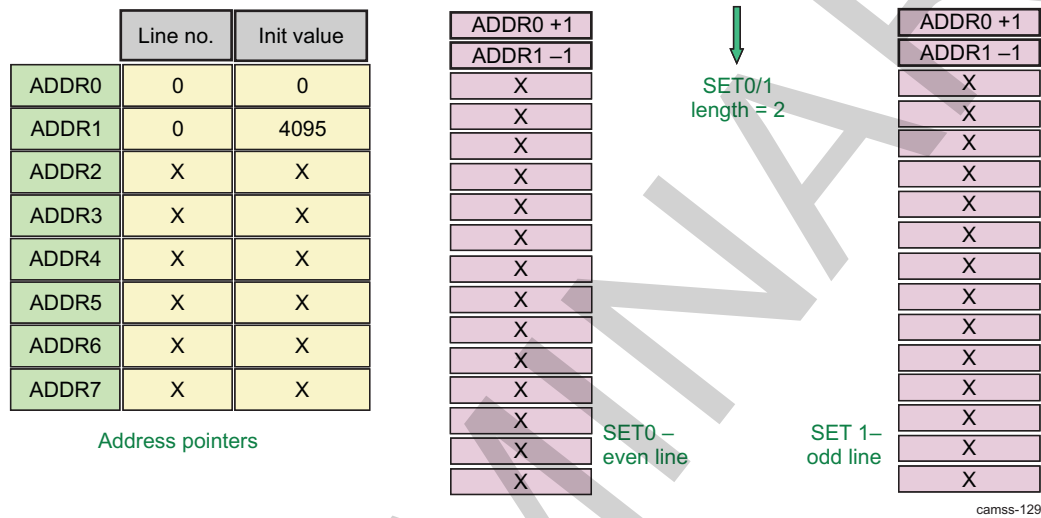 Line no. Init value
ADDR0 0 0
ADDR1 0 4095
ADDR2 X X
ADDR3 X X
ADDR4 X X
ADDR5 X X
ADDR6 X X
ADDR7 X X
Address pointers
ADDR0 +1
ADDR1 –1
X
X
X
X
X
X
X
X
X
X
X
X
X
X
SET0 –
even line
SET0/1
length = 2
ADDR0 +1
ADDR1 –1
X
X
X
X
X
X
X
X
X
X
X
X
X
X
SET 1–
odd line
camss-129